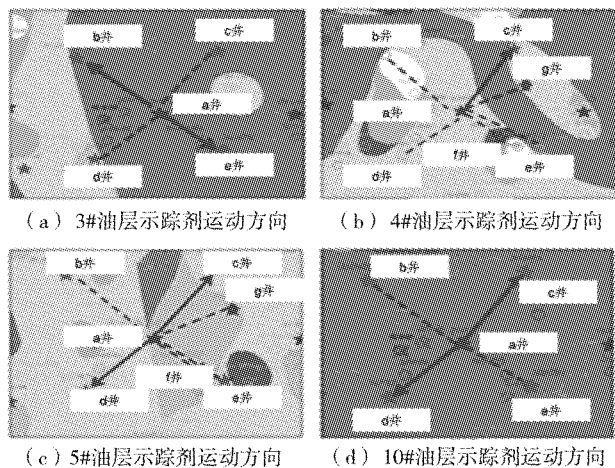 b井
c井
a井
d井
e井
(a) 3#油层示踪剂运动方向
b井
c井
g井
a井
f井
d井
e井
(b) 4#油层示踪剂运动方向
b井
c井
g井
a井
f井
d井
e井
(c) 5#油层示踪剂运动方向
b井
c井
a井
d井
e井
(d) 10#油层示踪剂运动方向